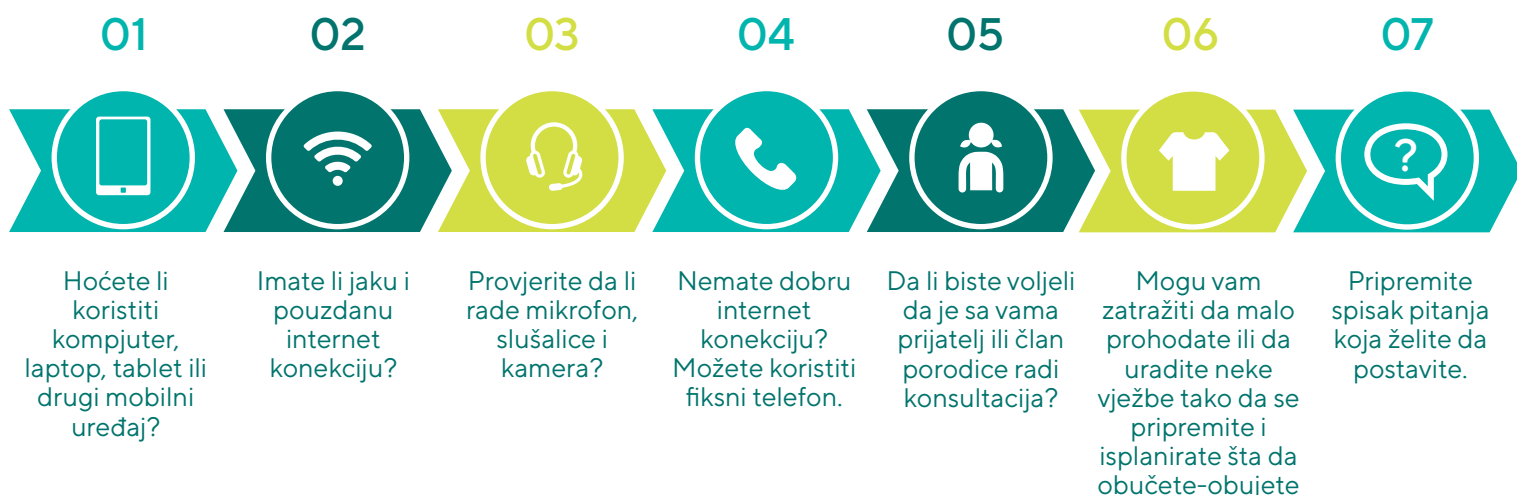 01
02
03
04
05
06
07
?
Hoćete li
koristiti
kompjuter,
laptop, tablet ili
drugi mobilni
uređaj?
Imate li jaku i
pouzdanu
internet
konekciju?
Provjerite da li
rade mikrofon,
slušalice i
kamera?
Nemate dobru
internet
konekciju?
Možete koristiti
fiksni telefon.
Da li biste voljeli
da je sa vama
prijatelj ili član
porodice radi
konsultacija?
Mogu vam
zatražiti da malo
prohodate ili da
uradite neke
vježbe tako da se
pripremite i
isplanirate šta da
obučete-obujete
Pripremite
spisak pitanja
koja želite da
postavite.